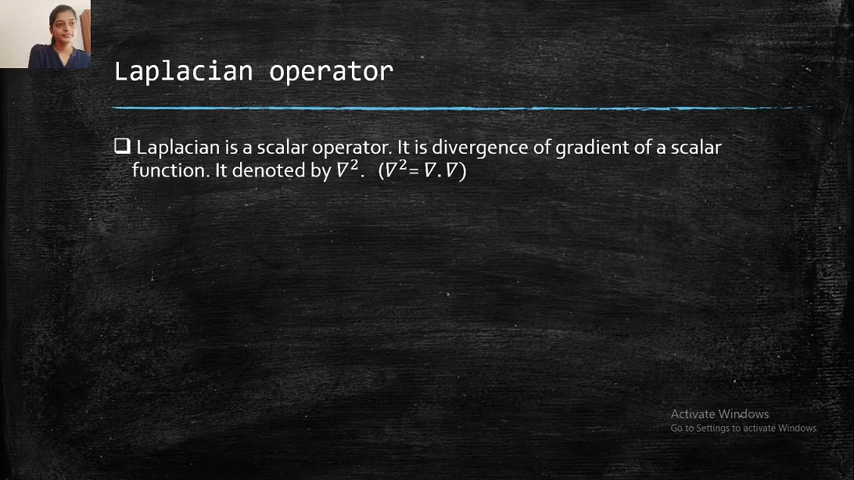 Laplacian operator
❑ Laplacian is a scalar operator. It is divergence of gradient of a scalar
function. It denoted by ∇². (∇²= ∇. ∇)
Activate Windows
Go to Settings to activate Windows.